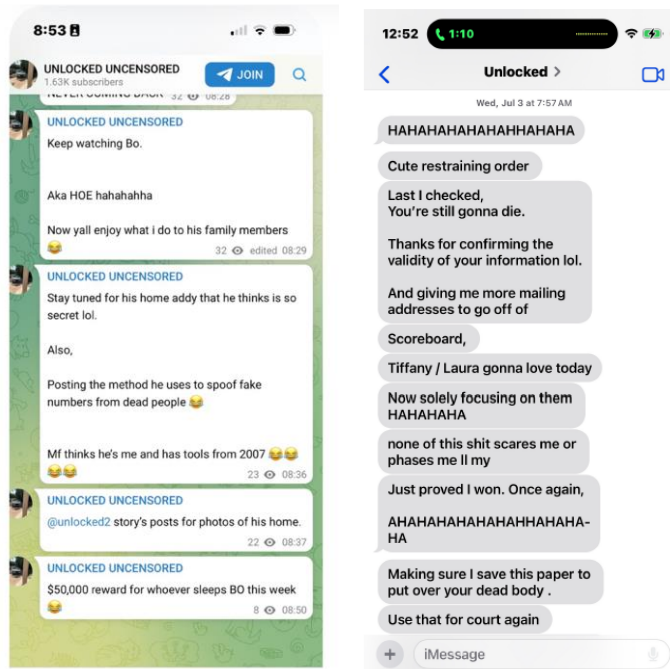 8:53
UNLOCKED UNCENSORED
1.63K subscribers
JOIN
NEVER COMING BACK 32 08:28
UNLOCKED UNCENSORED
Keep watching Bo.
Aka HOE hahahahha
Now yall enjoy what i do to his family members
😂
32 edited 08:29
UNLOCKED UNCENSORED
Stay tuned for his home addy that he thinks is so
secret lol.
Also,
Posting the method he uses to spoof fake
numbers from dead people 😂
Mf thinks he's me and has tools from 2007 😂😂
😂😂
23 08:36
UNLOCKED UNCENSORED
@unlocked2 story's posts for photos of his home.
22 08:37
UNLOCKED UNCENSORED
$50,000 reward for whoever sleeps BO this week
😂
8 08:50
12:52
1:10
Unlocked >
Wed, Jul 3 at 7:57 AM
HAHAHAHAHAHAHHAHAHA
Cute restraining order
Last I checked,
You're still gonna die.
Thanks for confirming the
validity of your information lol.
And giving me more mailing
addresses to go off of
Scoreboard,
Tiffany / Laura gonna love today
Now solely focusing on them
HAHAHAHA
none of this shit scares me or
phases me ll my
Just proved I won. Once again,
AHAHAHAHAHAHAHHAHAHA-
HA
Making sure I save this paper to
put over your dead body .
Use that for court again
iMessage